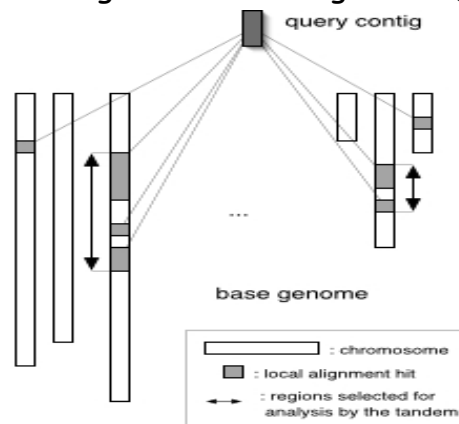 query contig
...
base genome
: chromosome
: local alignment hit
: regions selected for
analysis by the tandem